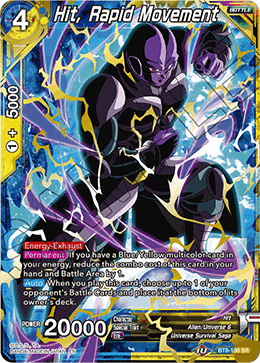 BATTLE
4
Hit, Rapid Movement
1 + 5000
Energy-Exhaust
Permanent If you have a Blue/Yellow multicolor card in
your energy, reduce the combo cost of this card in your
hand and Battle Area by 1.
Auto When you play this card, choose up to 1 of your
opponent's Battle Cards and place it at the bottom of its
owner's deck.
BT8-SR
POWER 20000
Character Hit
Special Trait Alien/Universe 6
Era Universe Survival Saga